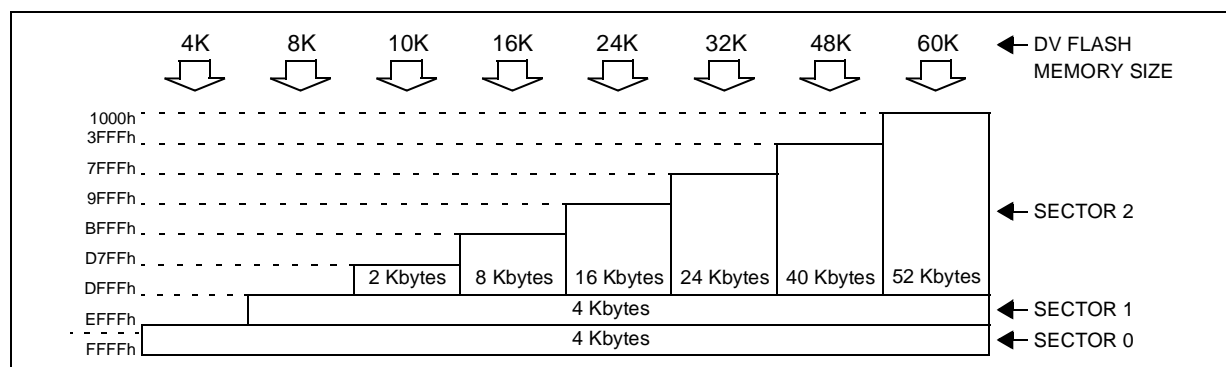 4K 8K 10K 16K 24K 32K 48K 60K DV FLASH
MEMORY SIZE
1000h
3FFFh
7FFFh
9FFFh
BFFFh
SECTOR 2
D7FFh
2 Kbytes 8 Kbytes 16 Kbytes 24 Kbytes 40 Kbytes 52 Kbytes
DFFFh
4 Kbytes SECTOR 1
EFFFh
4 Kbytes SECTOR 0
FFFFh